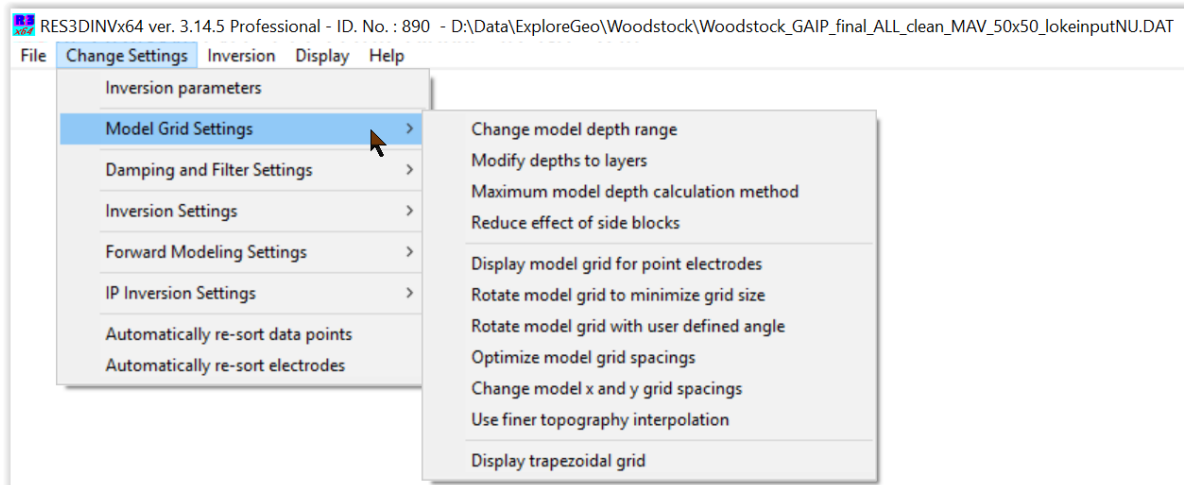 R3 x64 RES3DINVx64 ver. 3.14.5 Professional - ID. No. : 890 - D:\Data\ExploreGeo\Woodstock\Woodstock_GAIP_final_ALL_clean_MAV_50x50_lokeinputNU.DAT
File Change Settings Inversion Display Help
Inversion parameters
Model Grid Settings
Damping and Filter Settings
Inversion Settings
Forward Modeling Settings
IP Inversion Settings
Automatically re-sort data points
Automatically re-sort electrodes
Change model depth range
Modify depths to layers
Maximum model depth calculation method
Reduce effect of side blocks
Display model grid for point electrodes
Rotate model grid to minimize grid size
Rotate model grid with user defined angle
Optimize model grid spacings
Change model x and y grid spacings
Use finer topography interpolation
Display trapezoidal grid